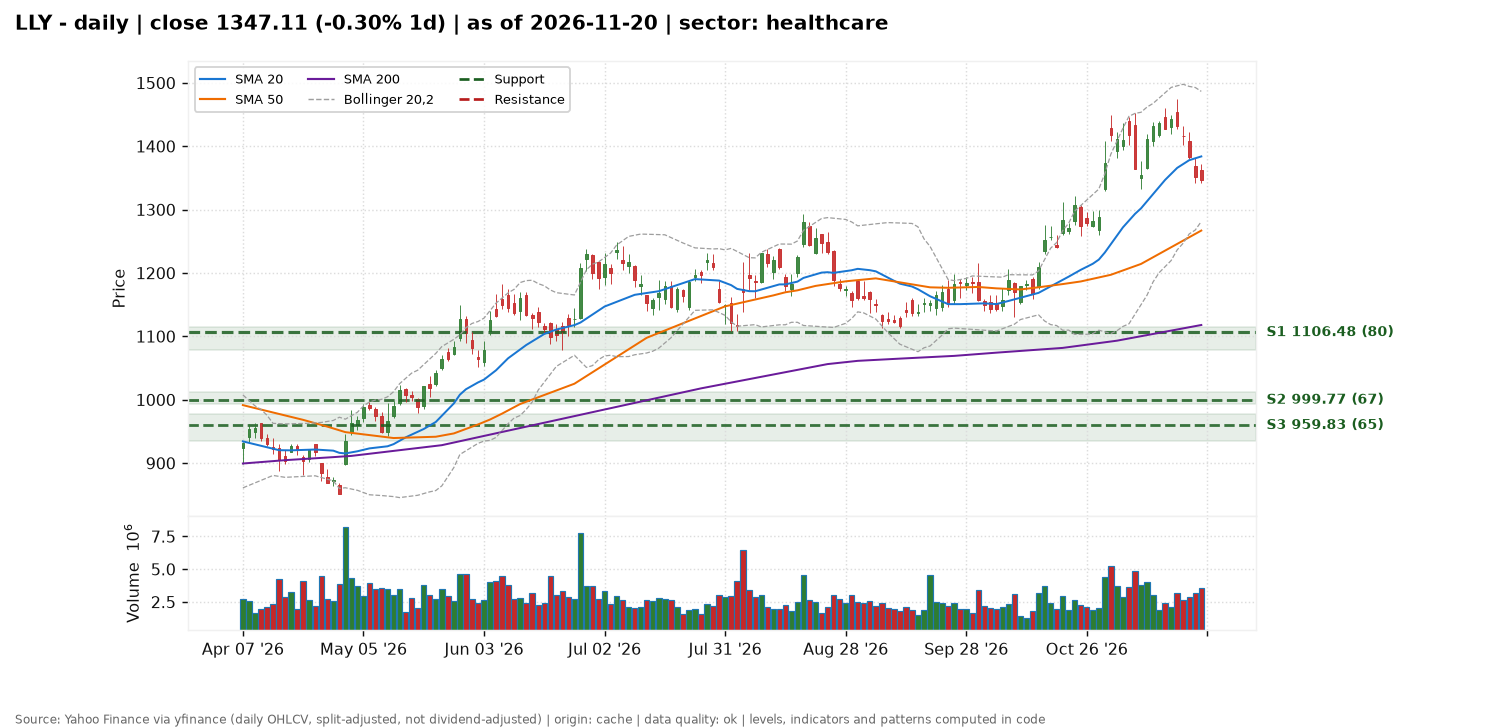 LLY - daily | close 1347.11 (-0.30% 1d) | as of 2026-11-20 | sector: healthcare
SMA 20
SMA 50
SMA 200
Bollinger 20,2
Support
Resistance
Price
1500
1400
1300
1200
1100
1000
900
S1 1106.48 (80)
S2 999.77 (67)
S3 959.83 (65)
Volume 10⁶
7.5
5.0
2.5
Apr 07 '26 May 05 '26 Jun 03 '26 Jul 02 '26 Jul 31 '26 Aug 28 '26 Sep 28 '26 Oct 26 '26
Source: Yahoo Finance via yfinance (daily OHLCV, split-adjusted, not dividend-adjusted) | origin: cache | data quality: ok | levels, indicators and patterns computed in code